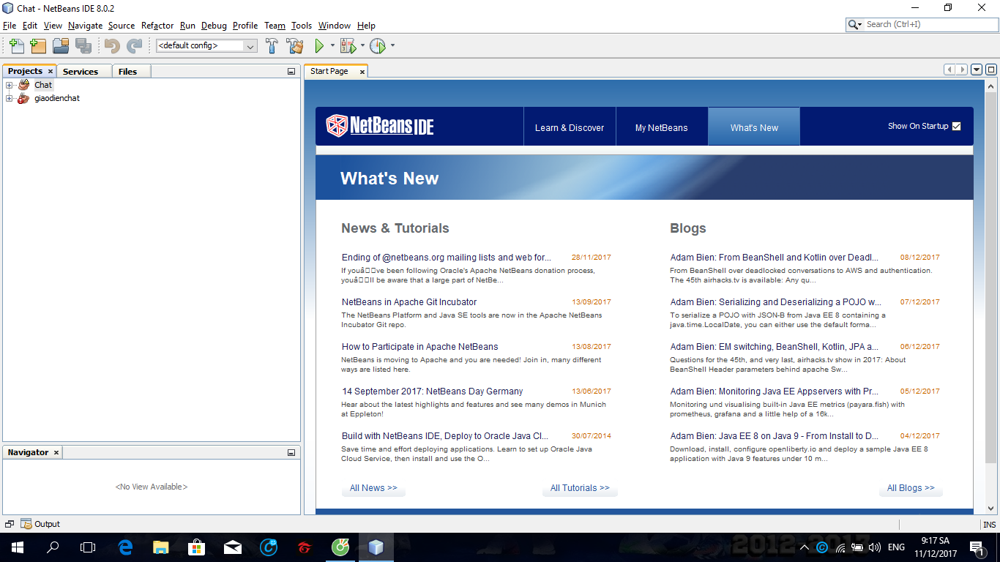 Chat - NetBeans IDE 8.0.2
File Edit View Navigate Source Refactor Run Debug Profile Team Tools Window Help
Search (Ctrl+I)
<default config>
Projects
Services
Files
Chat
giaodienchat
Navigator
<No View Available>
Start Page
NetBeans IDE
Learn & Discover
My NetBeans
What's New
Show On Startup
What's New
News & Tutorials
Ending of @netbeans.org mailing lists and web for... 28/11/2017
If youâve been following Oracle's Apache NetBeans donation process,
youâll be aware that a large part of NetBe...
NetBeans in Apache Git Incubator 13/09/2017
The NetBeans Platform and Java SE tools are now in the Apache NetBeans
Incubator Git repo.
How to Participate in Apache NetBeans 13/08/2017
NetBeans is moving to Apache and you are needed! Join in, many different
ways are listed here.
14 September 2017: NetBeans Day Germany 13/06/2017
Hear about the latest highlights and features and see many demos in Munich
at Eppleton!
Build with NetBeans IDE, Deploy to Oracle Java Cl... 30/07/2014
Save time and effort deploying applications. Learn to set up Oracle Java
Cloud Service, then install and use the O...
All News >>
All Tutorials >>
Blogs
Adam Bien: From BeanShell and Kotlin over Deadl... 08/12/2017
From BeanShell over deadlocked conversations to AWS and authentication.
The 45th airhacks.tv is available: Any qu...
Adam Bien: Serializing and Deserializing a POJO w... 07/12/2017
To serialize a POJO with JSON-B from Java EE 8 containing a
java.time.LocalDate, you can either use the default forma...
Adam Bien: EM switching, BeanShell, Kotlin, JPA a... 06/12/2017
Questions for the 45th, and very last, airhacks.tv show in 2017: About
BeanShell Header parameters behind apache Sw...
Adam Bien: Monitoring Java EE Appservers with Pr... 05/12/2017
Monitoring und visualising built-in Java EE metrics (payara.fish) with
prometheus, grafana and a little help of a 16k...
Adam Bien: Java EE 8 on Java 9 - From Install to D... 04/12/2017
Download, install, configure openliberty.io and deploy a sample Java EE 8
application with Java 9 features under 10 m...
All Blogs >>
Output
INS
2012-2017
ENG
9:17 SA
11/12/2017
1